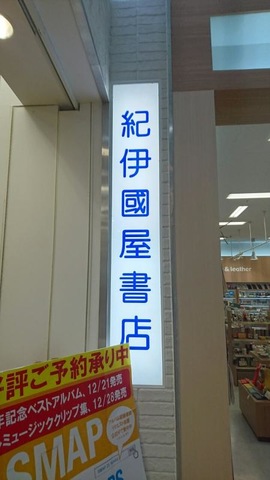 紀伊國屋書店
& leather
好評ご予約承り中
年記念ベストアルバム、12/21発売
ミュージッククリップ集、12/28発売
SMAP